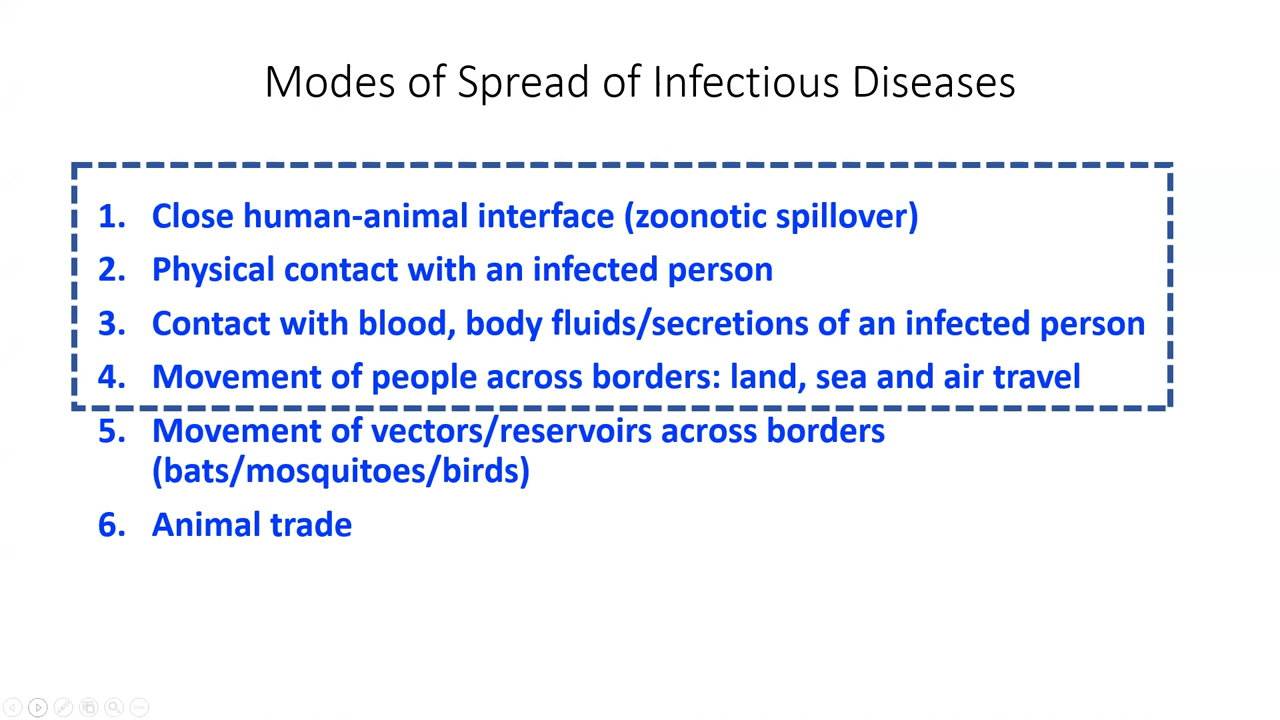 Modes of Spread of Infectious Diseases
1. Close human-animal interface (zoonotic spillover)
2. Physical contact with an infected person
3. Contact with blood, body fluids/secretions of an infected person
4. Movement of people across borders: land, sea and air travel
5. Movement of vectors/reservoirs across borders
(bats/mosquitoes/birds)
6. Animal trade